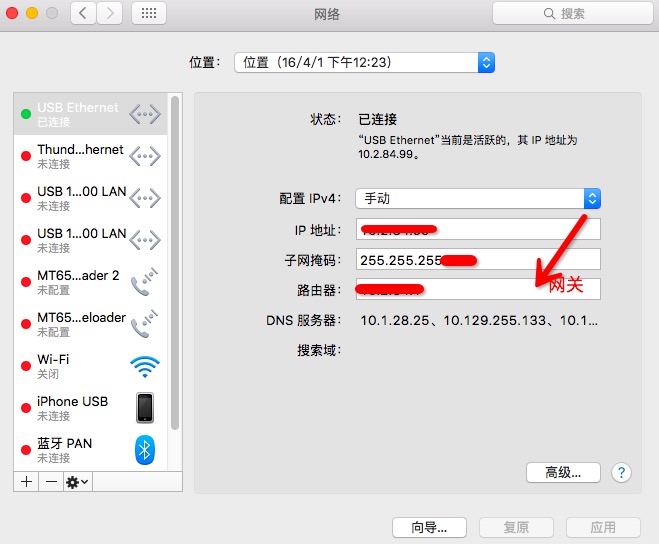 网络
搜索
位置：
位置（16/4/1 下午12:23）
USB Ethernet
已连接
Thund...hernet
未连接
USB 1...00 LAN
未连接
USB 1...00 LAN
未连接
MT65...ader 2
未配置
MT65...eloader
未配置
Wi-Fi
关闭
iPhone USB
未连接
蓝牙 PAN
未连接
状态： 已连接
“USB Ethernet”当前是活跃的，其 IP 地址为
10.2.84.99。
配置 IPv4： 手动
IP 地址：
子网掩码： 255.255.255
路由器：
网关
DNS 服务器： 10.1.28.25、10.129.255.133、10.1...
搜索域：
高级... ?
向导... 复原 应用